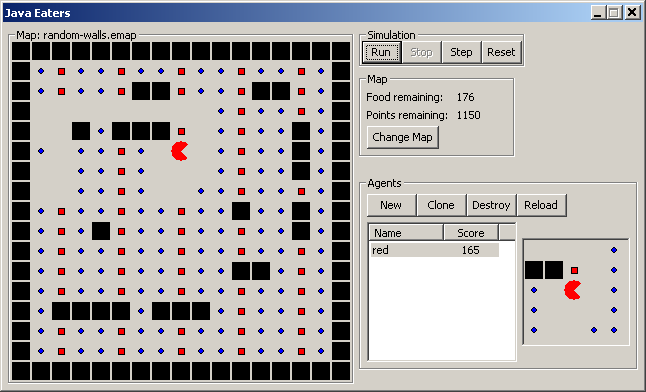 Java Eaters
Map: random-walls.emap
Simulation
Run Stop Step Reset
Map
Food remaining: 176
Points remaining: 1150
Change Map
Agents
New Clone Destroy Reload
Name Score
red 165